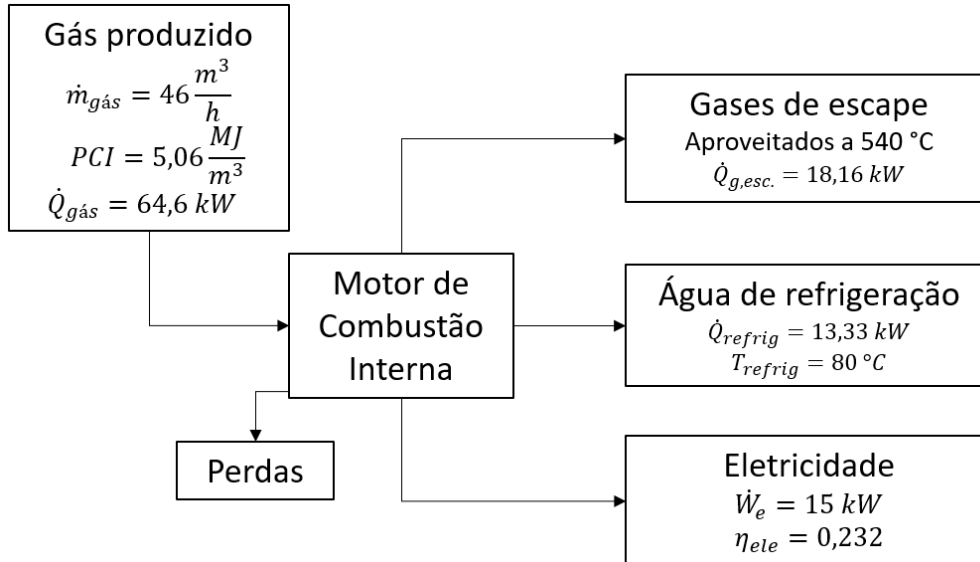 Gás produzido
ṁ_gás = 46 m³/h
PCI = 5,06 MJ/m³
Q̇_gás = 64,6 kW
Gases de escape
Aproveitados a 540 °C
Q̇_g,esc. = 18,16 kW
Motor de
Combustão
Interna
Água de refrigeração
Q̇_refrig = 13,33 kW
T_refrig = 80 °C
Perdas
Eletricidade
Ẇ_e = 15 kW
η_ele = 0,232